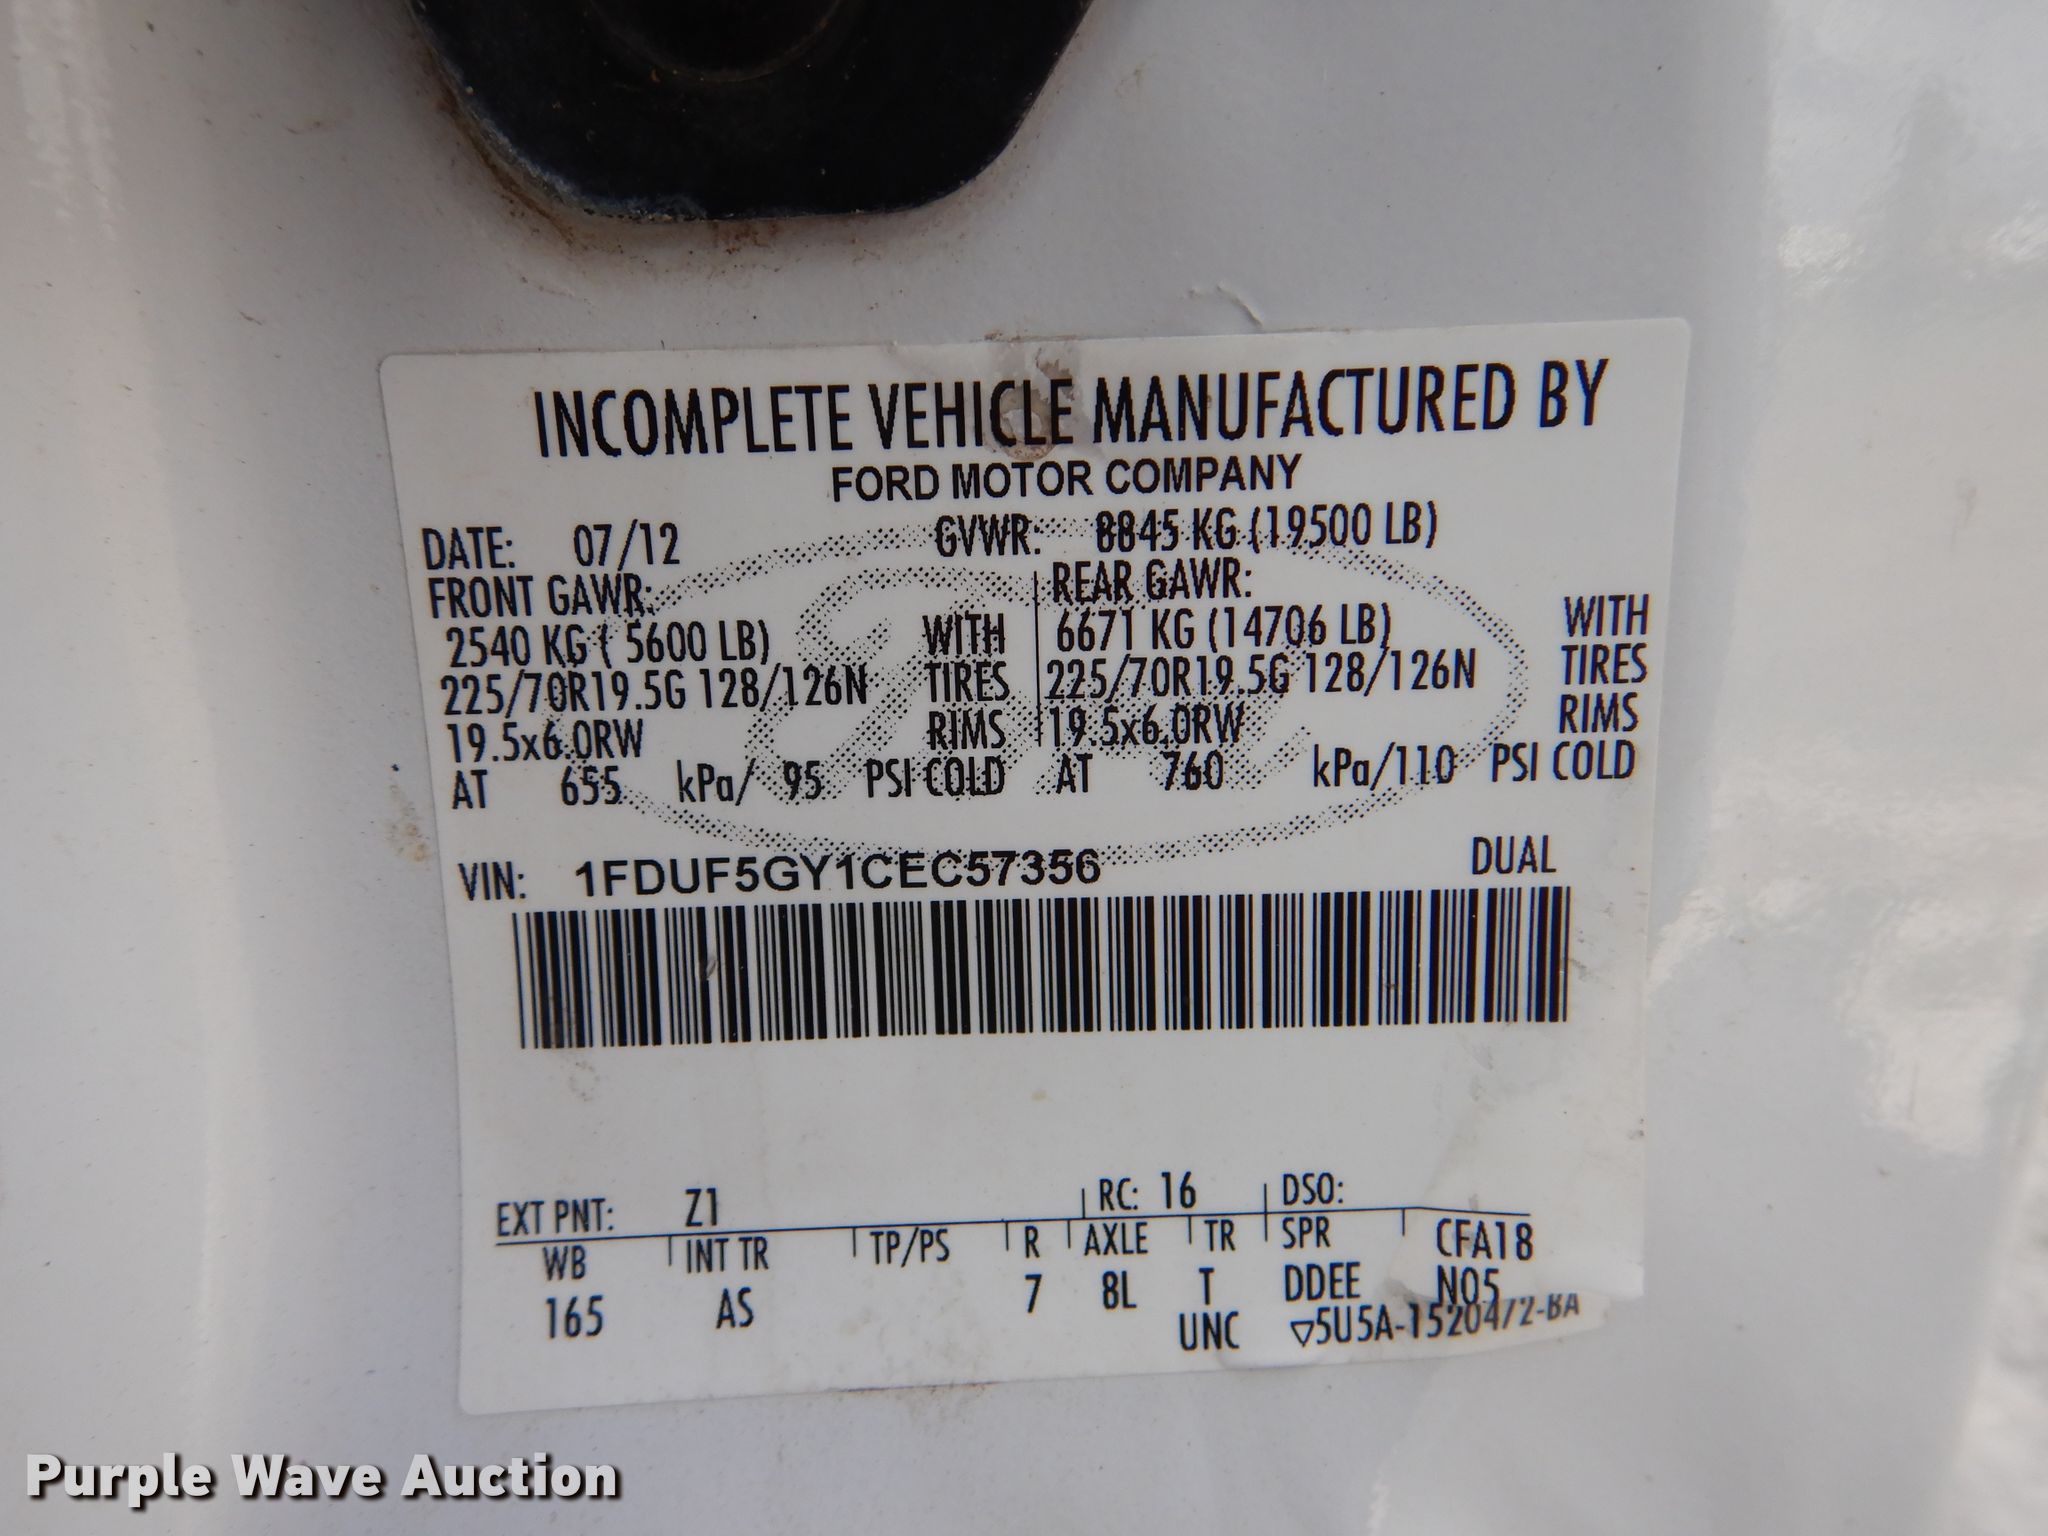 INCOMPLETE VEHICLE MANUFACTURED BY
FORD MOTOR COMPANY
DATE: 07/12 GVWR: 8845 KG (19500 LB)
FRONT GAWR: REAR GAWR:
2540 KG ( 5600 LB) WITH 6671 KG (14706 LB) WITH
225/70R19.5G 128/126N TIRES 225/70R19.5G 128/126N TIRES
19.5x6.0RW RIMS 19.5x6.0RW RIMS
AT 655 kPa/ 95 PSI COLD AT 760 kPa/110 PSI COLD
VIN: 1FDUF5GY1CEC57356 DUAL
EXT PNT: Z1 RC: 16 DSO:
WB INT TR TP/PS R AXLE TR SPR CFA18
165 AS 7 8L T DDEE N05
UNC ▽5U5A-1520472-BA
Purple Wave Auction